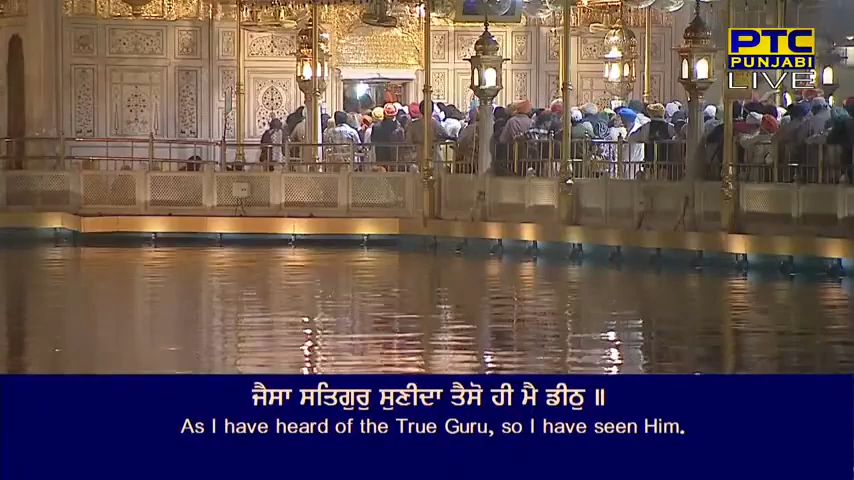 PTC
PUNJABI
LIVE
ਜੈਸਾ ਸਤਿਗੁਰੁ ਸੁਣੀਦਾ ਤੈਸੋ ਹੀ ਮੈ ਡੀਠੁ ॥
As I have heard of the True Guru, so I have seen Him.